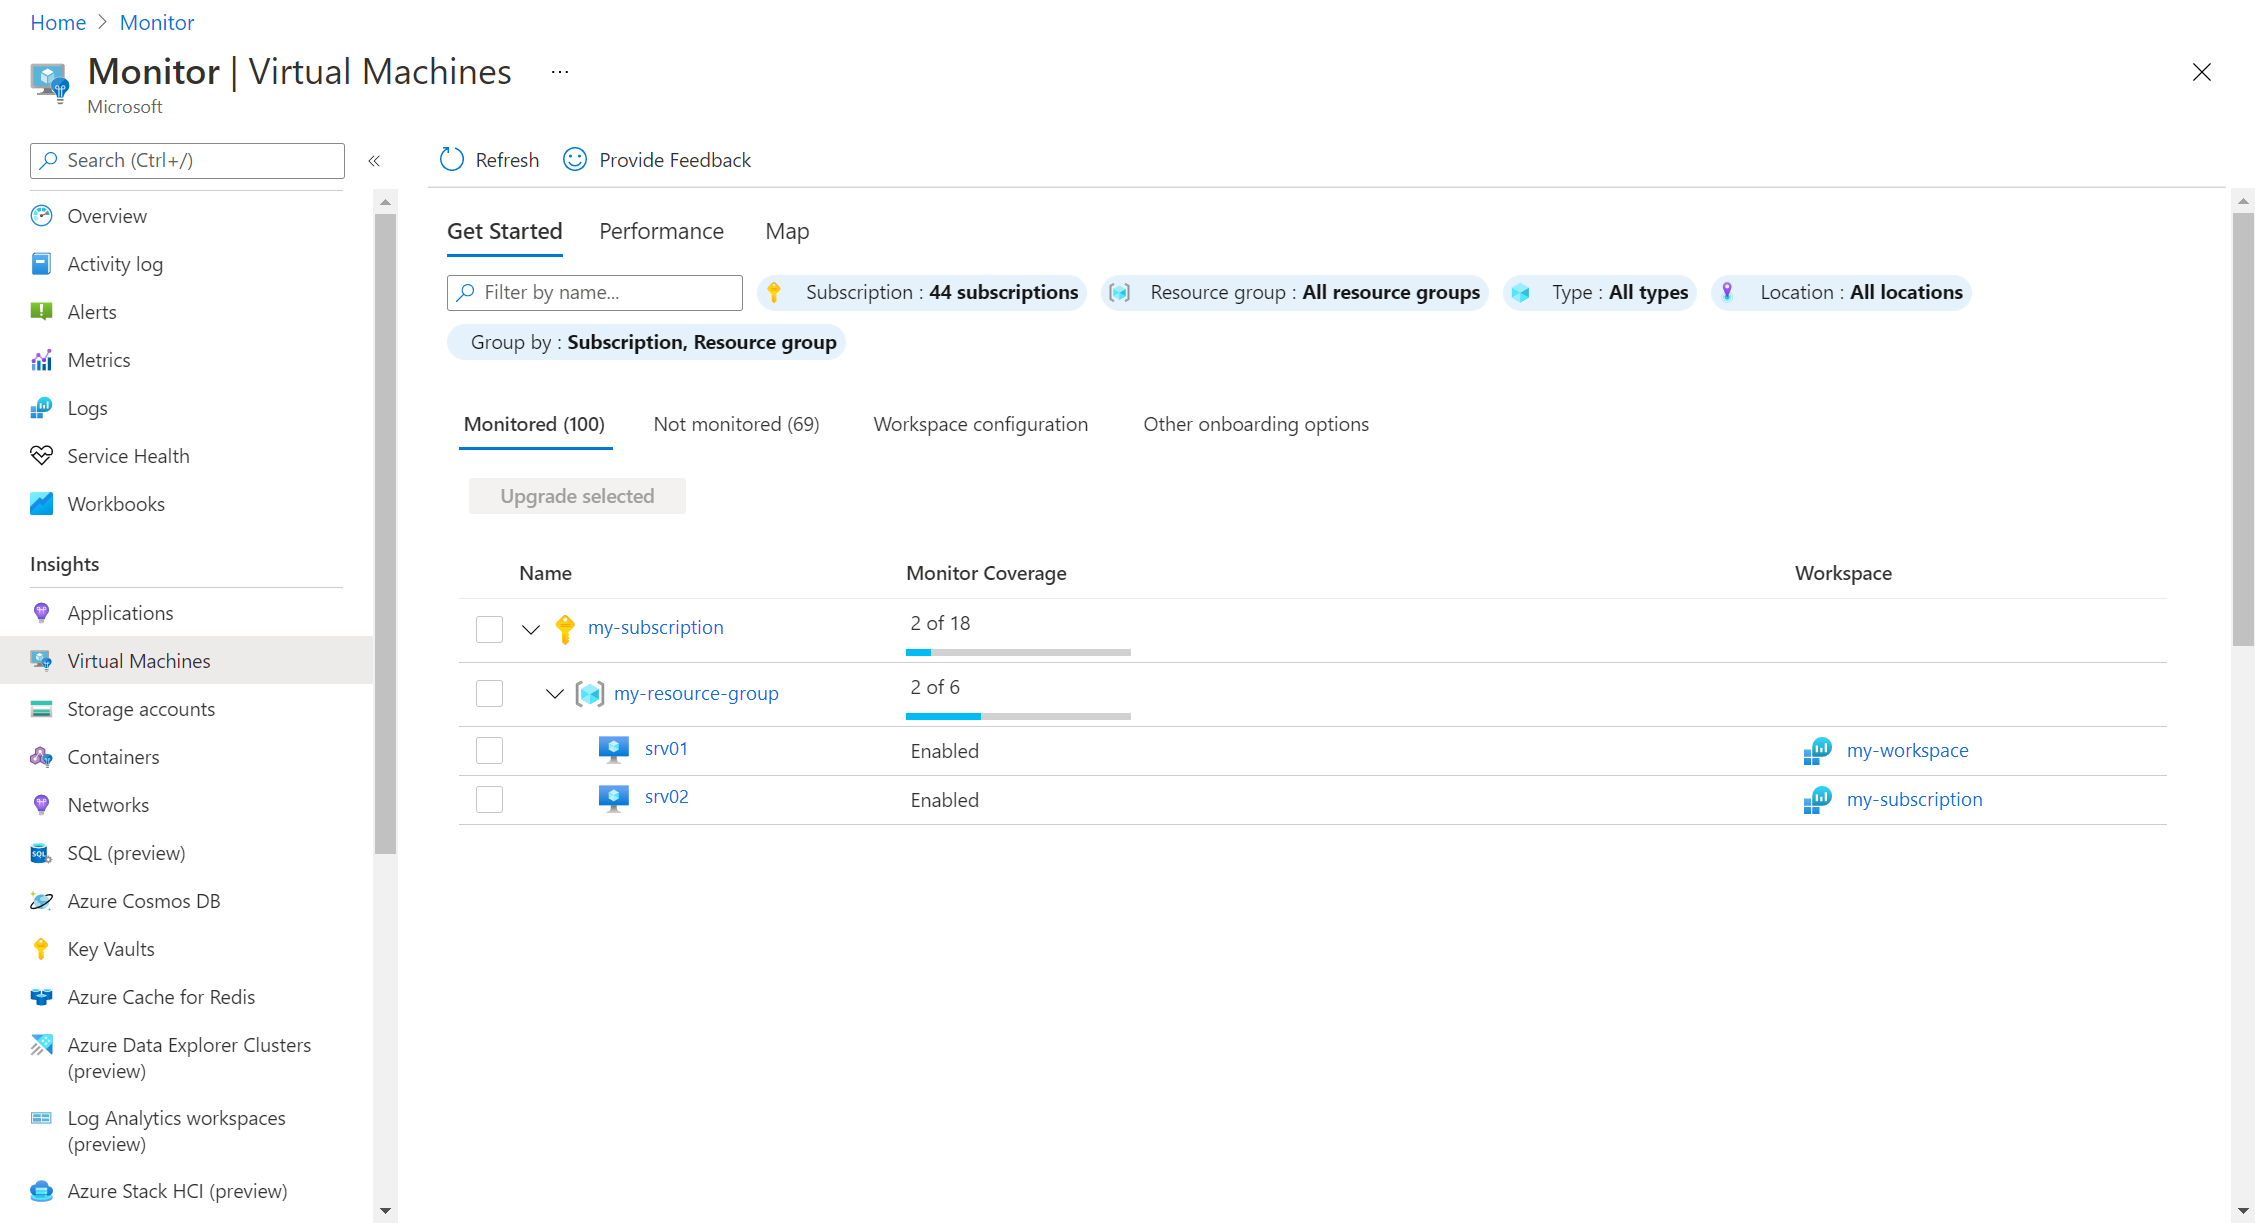 Home > Monitor
Monitor | Virtual Machines ...
Microsoft
Search (Ctrl+/)
«
Overview
Activity log
Alerts
Metrics
Logs
Service Health
Workbooks
Insights
Applications
Virtual Machines
Storage accounts
Containers
Networks
SQL (preview)
Azure Cosmos DB
Key Vaults
Azure Cache for Redis
Azure Data Explorer Clusters
(preview)
Log Analytics workspaces
(preview)
Azure Stack HCI (preview)
Refresh Provide Feedback
Get Started Performance Map
Filter by name... Subscription : 44 subscriptions Resource group : All resource groups Type : All types Location : All locations
Group by : Subscription, Resource group
Monitored (100) Not monitored (69) Workspace configuration Other onboarding options
Upgrade selected
Name Monitor Coverage Workspace
my-subscription 2 of 18
my-resource-group 2 of 6
srv01 Enabled my-workspace
srv02 Enabled my-subscription